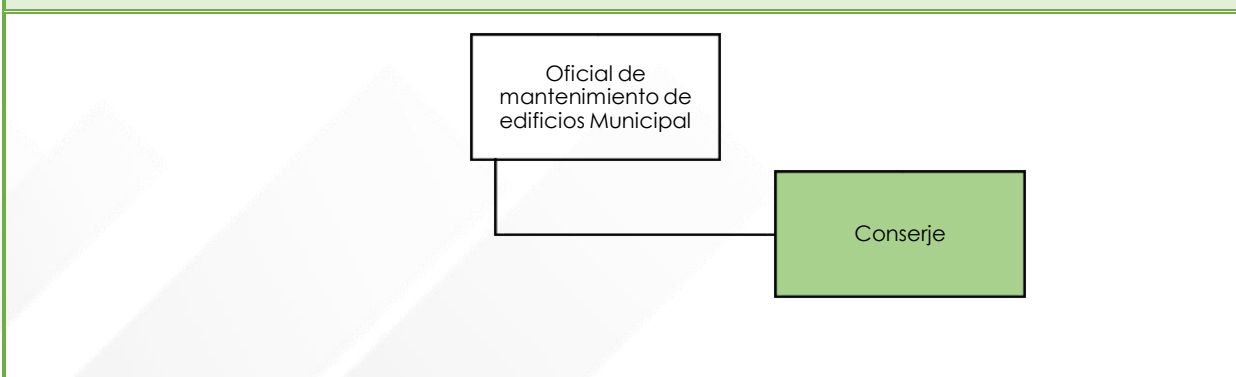 Oficial de
mantenimiento de
edificios Municipal
Conserje